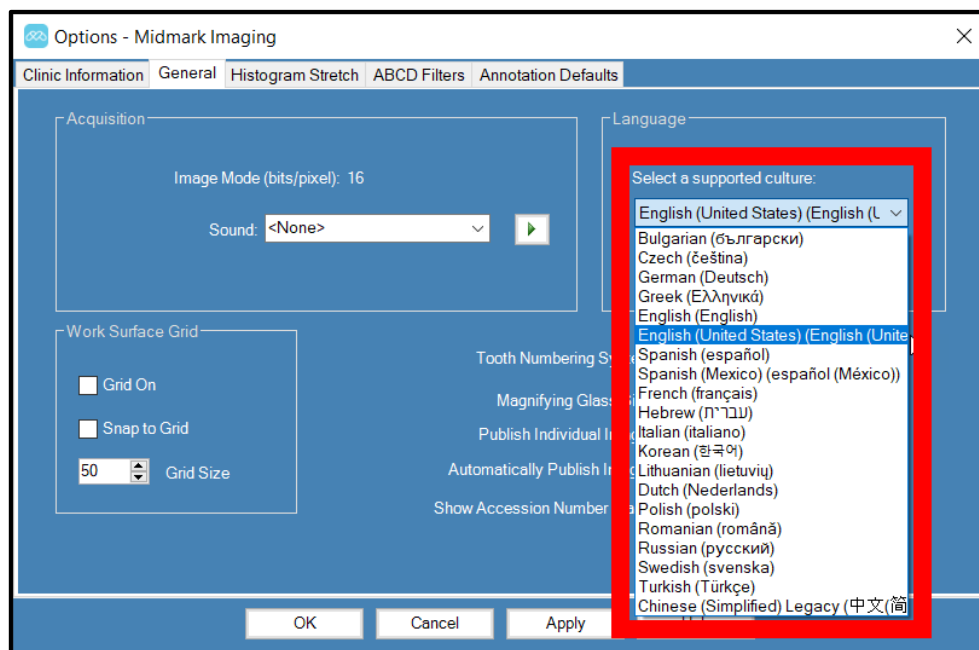 Options - Midmark Imaging
Clinic Information General Histogram Stretch ABCD Filters Annotation Defaults
Acquisition
Image Mode (bits/pixel): 16
Sound: <None>
Language
Select a supported culture:
English (United States) (English (U
Bulgarian (български)
Czech (čeština)
German (Deutsch)
Greek (Ελληνικά)
English (English)
English (United States) (English (Unite
Spanish (español)
Spanish (Mexico) (español (México))
French (français)
Hebrew (עברית)
Italian (italiano)
Korean (한국어)
Lithuanian (lietuvių)
Dutch (Nederlands)
Polish (polski)
Romanian (română)
Russian (русский)
Swedish (svenska)
Turkish (Türkçe)
Chinese (Simplified) Legacy (中文(简
Work Surface Grid
Grid On
Snap to Grid
50 Grid Size
Tooth Numbering
Magnifying Glass
Publish Individual
Automatically Publish
Show Accession Number
OK Cancel Apply